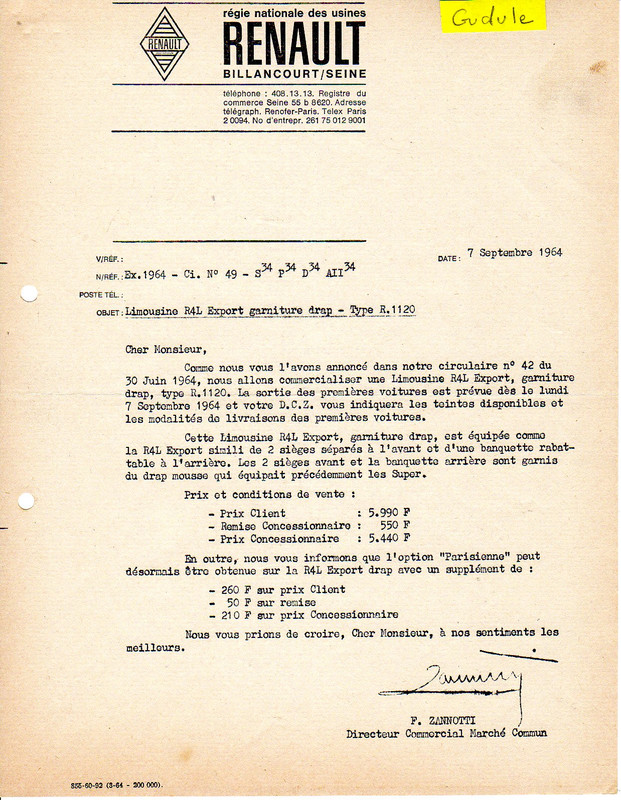 Gudule
régie nationale des usines
RENAULT
RENAULT
BILLANCOURT/SEINE
téléphone : 408.13.13. Registre du
commerce Seine 55 b 8620. Adresse
télégraph. Renofer-Paris. Telex Paris
2 0094. No d'entrepr. 261 75 012 9001
V/RÉF.:
DATE: 7 Septembre 1964
N/RÉF.: Ex.1964 - Ci. N° 49 - S34 P34 D34 AII34
POSTE TÉL.:
OBJET: Limousine R4L Export garniture drap - Type R.1120
Cher Monsieur,
Comme nous vous l'avons annoncé dans notre circulaire n° 42 du
30 Juin 1964, nous allons commercialiser une Limousine R4L Export, garniture
drap, type R.1120. La sortie des premières voitures est prévue dès le lundi
7 Septembre 1964 et votre D.C.Z. vous indiquera les teintes disponibles et
les modalités de livraisons des premières voitures.
Cette Limousine R4L Export, garniture drap, est équipée comme
la R4L Export simili de 2 sièges séparés à l'avant et d'une banquette rabat-
table à l'arrière. Les 2 sièges avant et la banquette arrière sont garnis
du drap mousse qui équipait précédemment les Super.
Prix et conditions de vente :
- Prix Client : 5.990 F
- Remise Concessionnaire : 550 F
- Prix Concessionnaire : 5.440 F
En outre, nous vous informons que l'option "Parisienne" peut
désormais être obtenue sur la R4L Export drap avec un supplément de :
- 260 F sur prix Client
- 50 F sur remise
- 210 F sur prix Concessionnaire
Nous vous prions de croire, Cher Monsieur, à nos sentiments les
meilleurs.
F. ZANNOTTI
Directeur Commercial Marché Commun
855-60-92 (3-64 - 200 000).